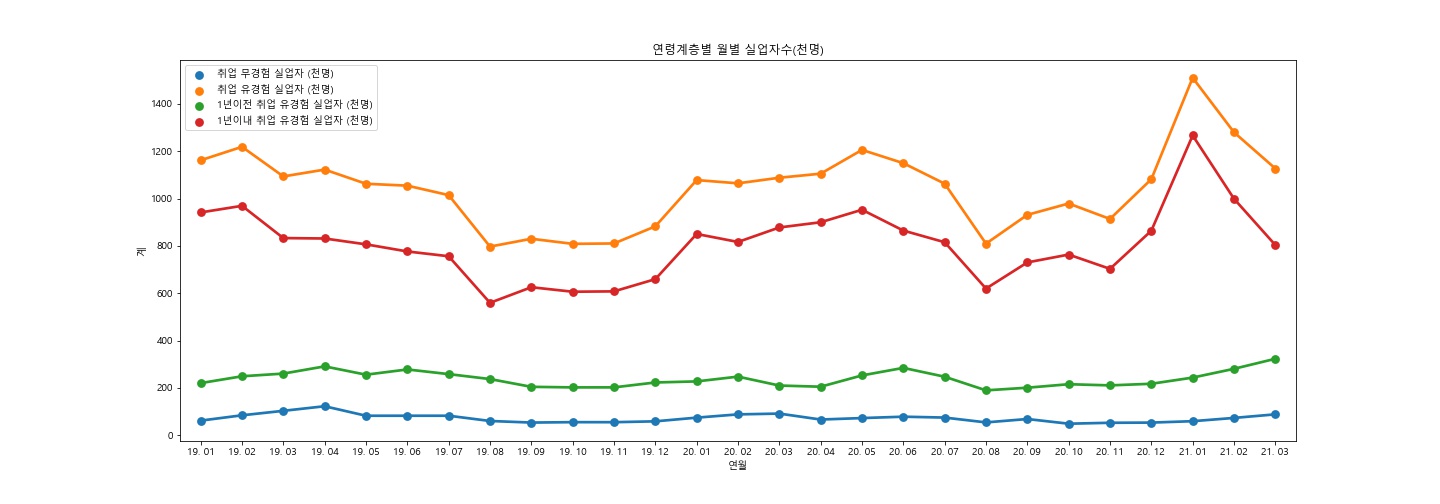 연령계층별 월별 실업자수(천명)
취업 무경험 실업자 (천명)
취업 유경험 실업자 (천명)
1년이전 취업 유경험 실업자 (천명)
1년이내 취업 유경험 실업자 (천명)
1400
1200
1000
800
600
400
200
0
계
19. 01 19. 02 19. 03 19. 04 19. 05 19. 06 19. 07 19. 08 19. 09 19. 10 19. 11 19. 12 20. 01 20. 02 20. 03 20. 04 20. 05 20. 06 20. 07 20. 08 20. 09 20. 10 20. 11 20. 12 21. 01 21. 02 21. 03
연월